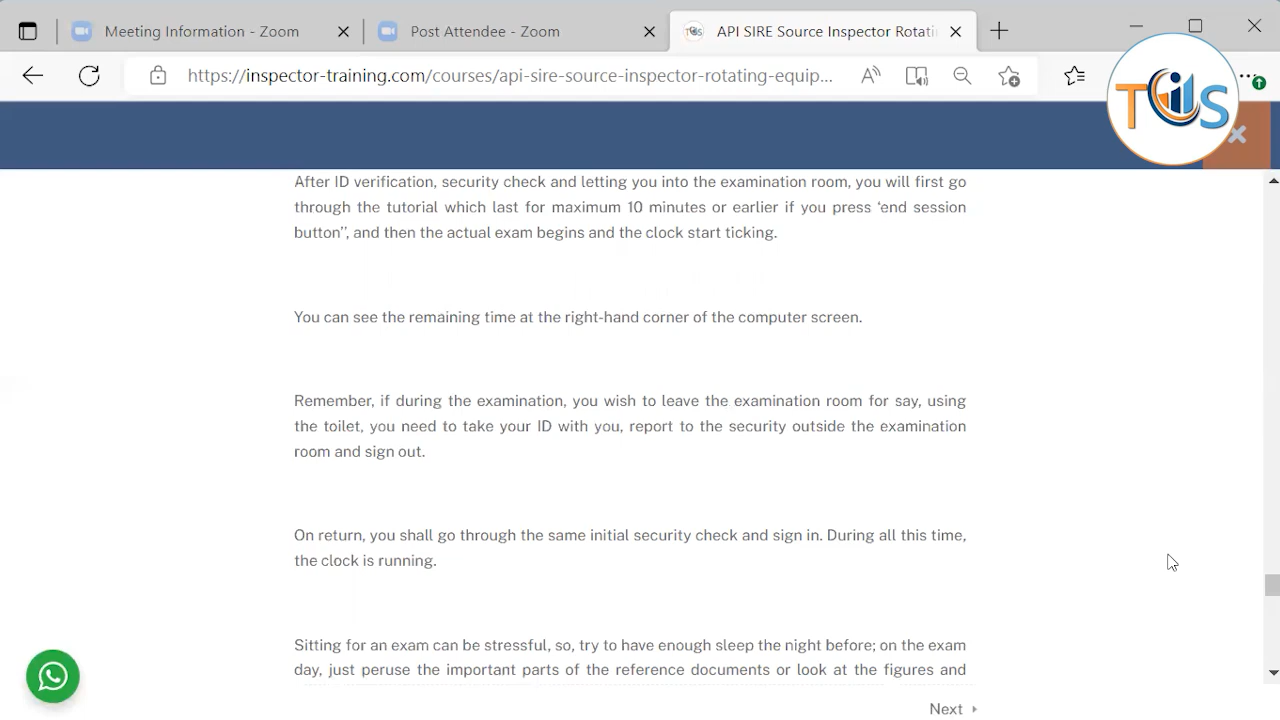 Meeting Information - Zoom
Post Attendee - Zoom
API SIRE Source Inspector Rotati
https://inspector-training.com/courses/api-sire-source-inspector-rotating-equip...
TIS
After ID verification, security check and letting you into the examination room, you will first go
through the tutorial which last for maximum 10 minutes or earlier if you press ‘end session
button’’, and then the actual exam begins and the clock start ticking.
You can see the remaining time at the right-hand corner of the computer screen.
Remember, if during the examination, you wish to leave the examination room for say, using
the toilet, you need to take your ID with you, report to the security outside the examination
room and sign out.
On return, you shall go through the same initial security check and sign in. During all this time,
the clock is running.
Sitting for an exam can be stressful, so, try to have enough sleep the night before; on the exam
day, just peruse the important parts of the reference documents or look at the figures and
Next